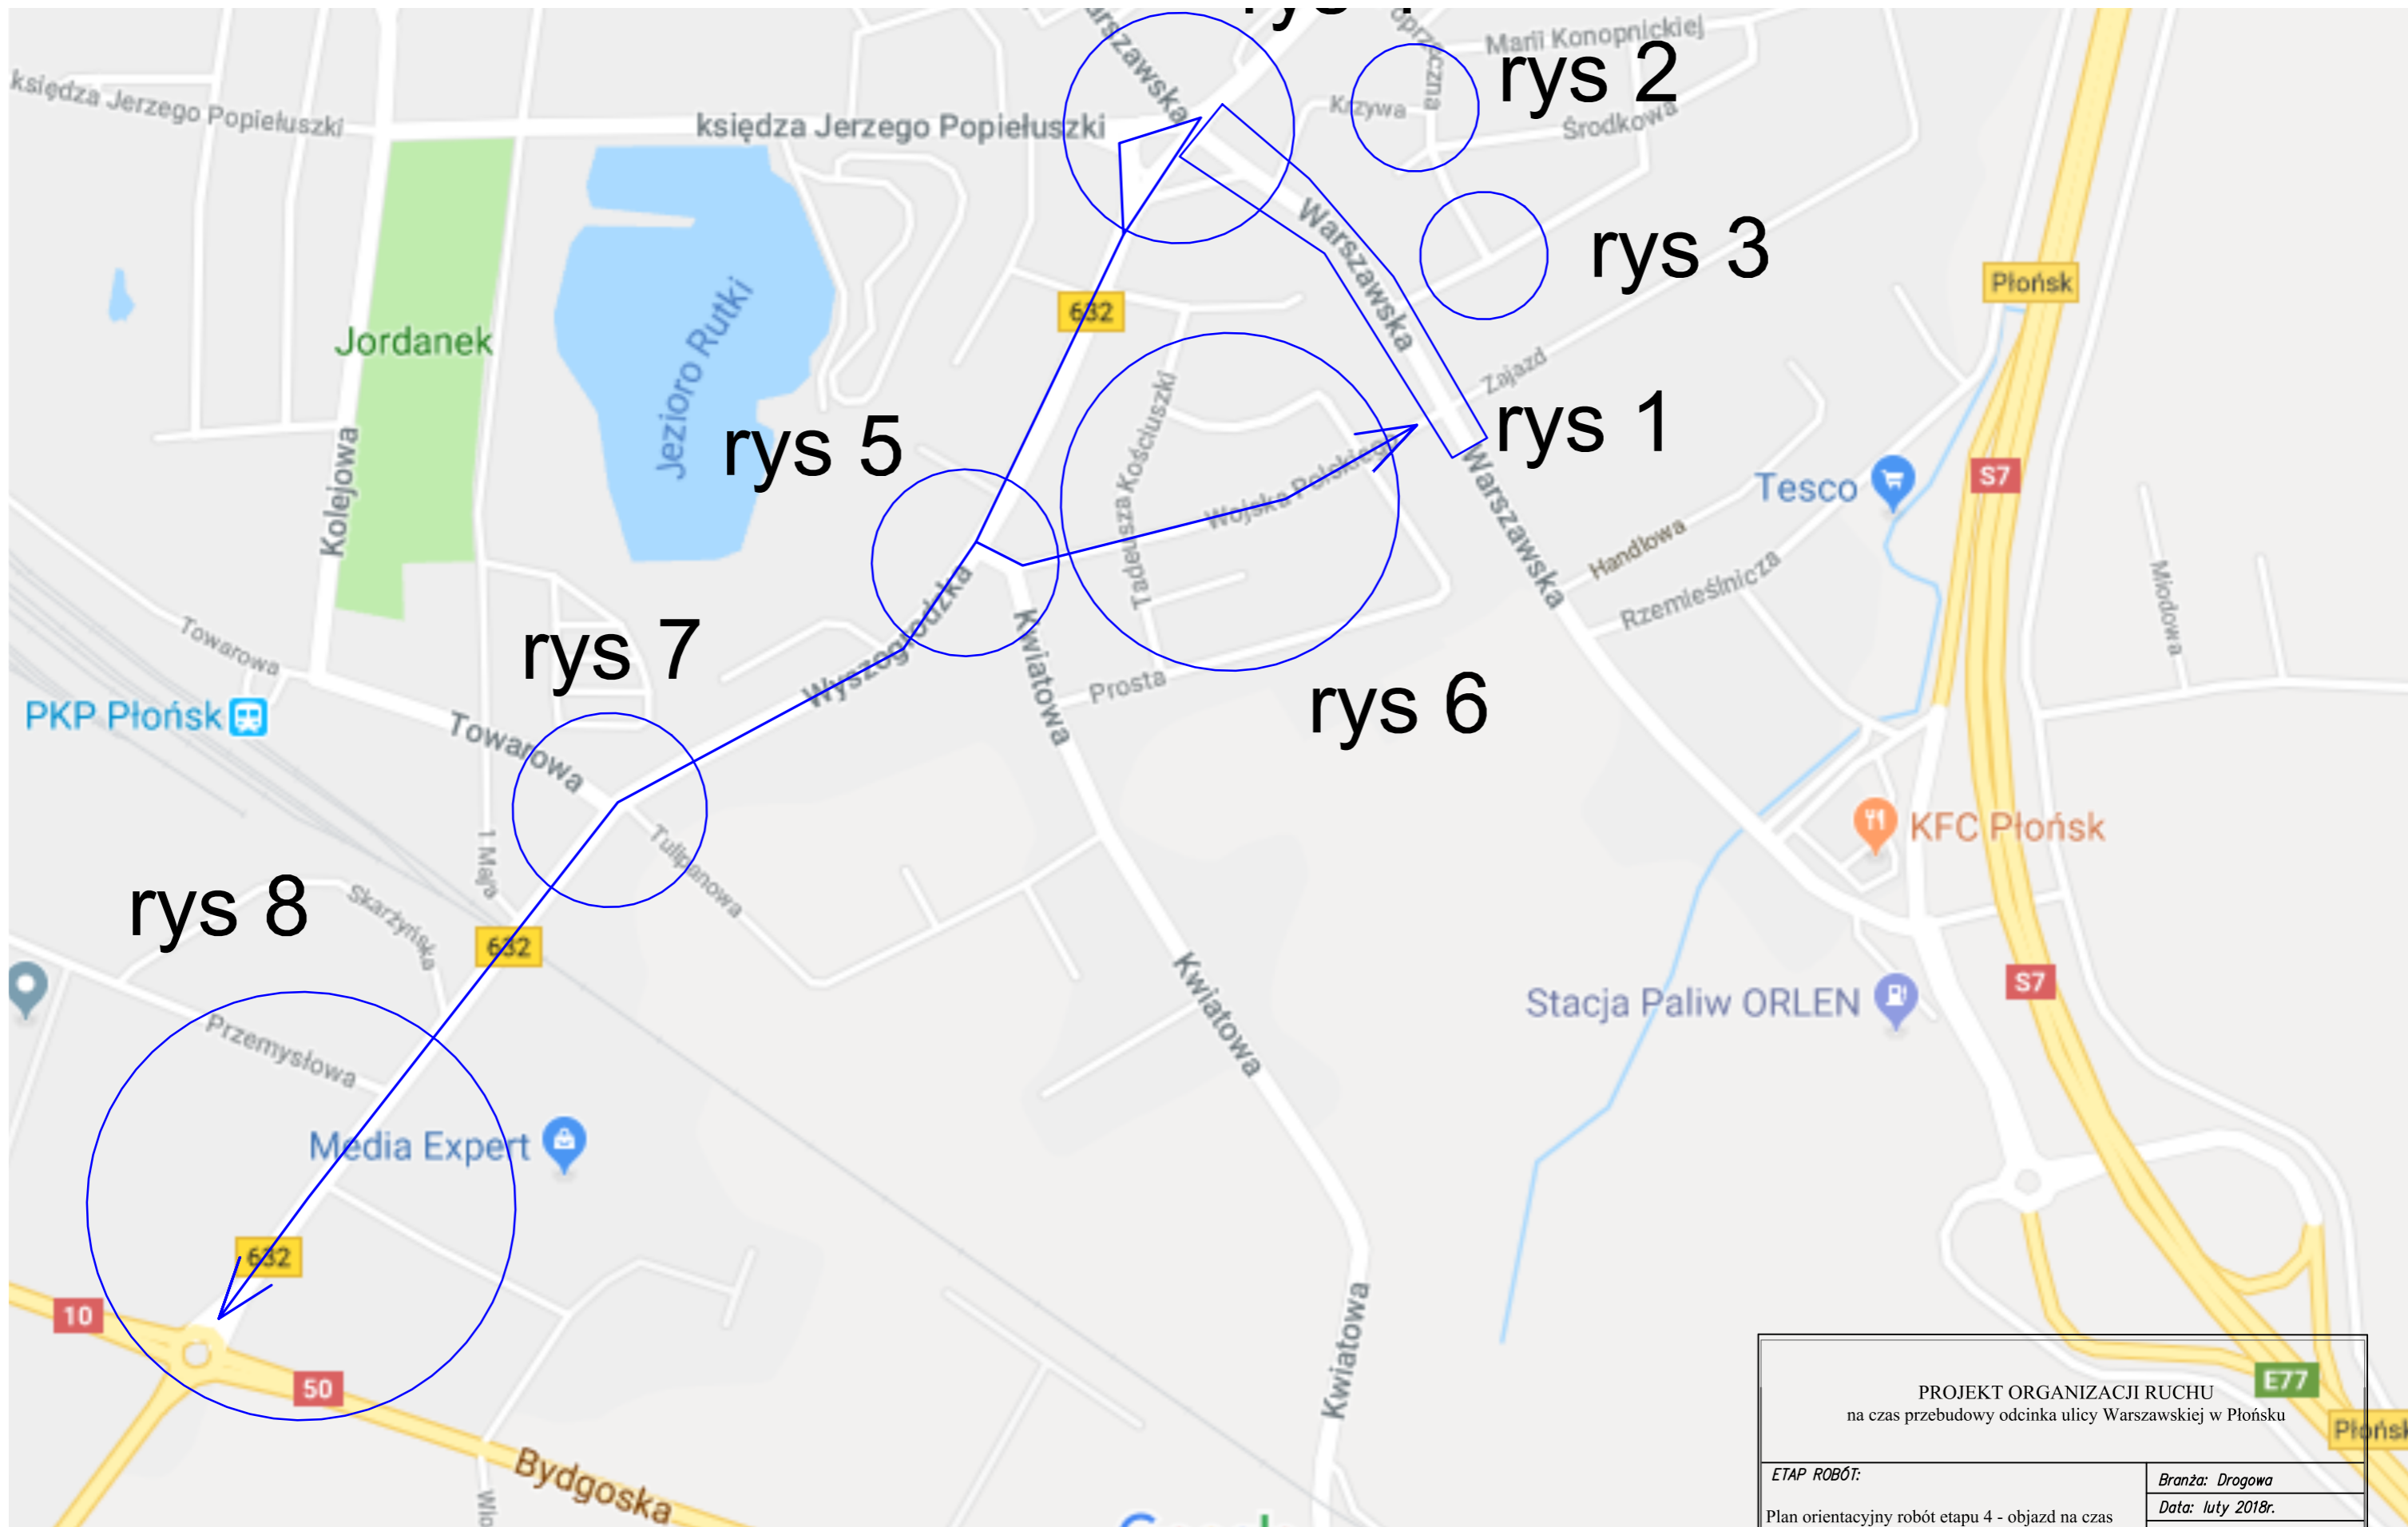 Warszawska
rys
Poprzeczna
Marii Konopnickiej
rys 2
księdza Jerzego Popiełuszki
księdza Jerzego Popiełuszki
Krzywa
Środkowa
Warszawska
rys 3
Płońsk
632
Jordanek
Jezioro Rutki
Zajazd
rys 1
rys 5
Tadeusza Kościuszki
Wojska Polskiego
Kolejowa
Warszawska
Tesco
S7
Handlowa
Rzemieślnicza
Miodowa
Towarowa
rys 7
Wyszogrodzka
Kwiatowa
Prosta
rys 6
PKP Płońsk
Towarowa
1 Maja
Tulipanowa
KFC Płońsk
rys 8
Skarżyńska
632
Kwiatowa
S7
Stacja Paliw ORLEN
Przemysłowa
Media Expert
632
10
50
Kwiatowa
Bydgoska
E77
Płońsk
PROJEKT ORGANIZACJI RUCHU
na czas przebudowy odcinka ulicy Warszawskiej w Płońsku
ETAP ROBÓT:
Branża: Drogowa
Data: luty 2018r.
Plan orientacyjny robót etapu 4 - objazd na czas